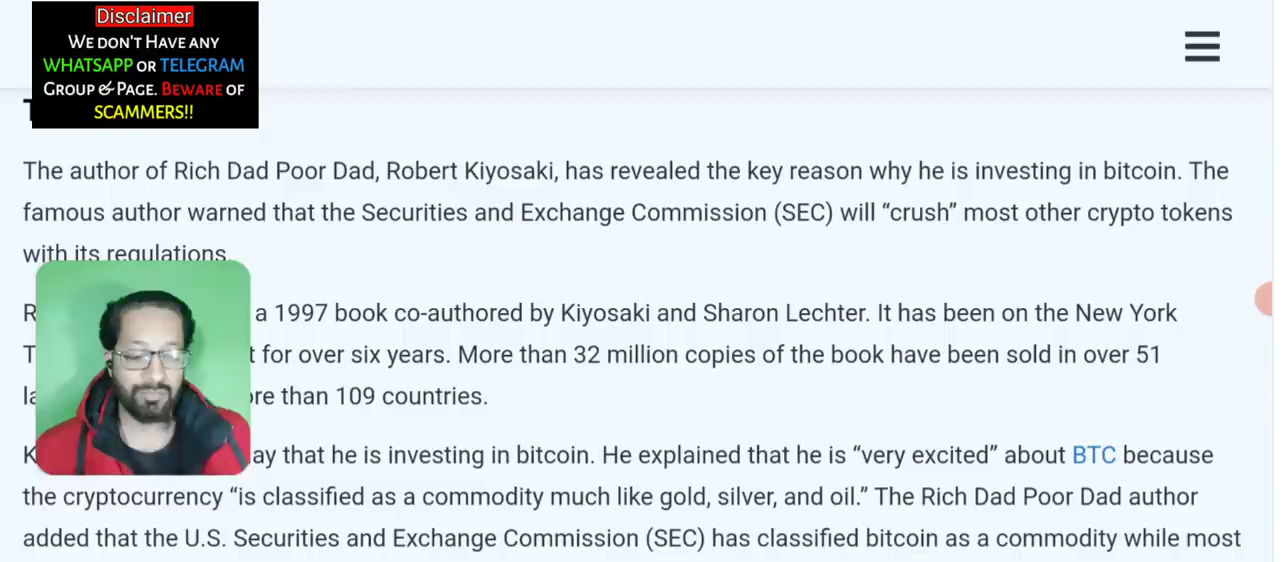 Disclaimer
We don't Have any
WHATSAPP or TELEGRAM
Group & Page. Beware of
SCAMMERS!!
The author of Rich Dad Poor Dad, Robert Kiyosaki, has revealed the key reason why he is investing in bitcoin. The
famous author warned that the Securities and Exchange Commission (SEC) will “crush” most other crypto tokens
with its regulations.
a 1997 book co-authored by Kiyosaki and Sharon Lechter. It has been on the New York
for over six years. More than 32 million copies of the book have been sold in over 51
than 109 countries.
that he is investing in bitcoin. He explained that he is “very excited” about BTC because
the cryptocurrency “is classified as a commodity much like gold, silver, and oil.” The Rich Dad Poor Dad author
added that the U.S. Securities and Exchange Commission (SEC) has classified bitcoin as a commodity while most